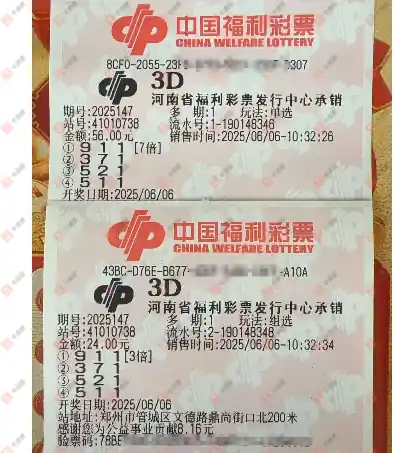 中国福利彩票
CHINA WELFARE LOTTERY
8CF0-2055-23F 0307
3D
河南省福利彩票发行中心承销
期号:2025147 多 期:1 玩法:单选
站号:41010738 流水号:1-190148346
金额:56.00元 销售时间:2025/06/06-10:32:26
① 9 1 1 [7倍]
② 3 7 1
③ 5 2 1
④ 5 1 1
开奖日期:2025/06/06
中国福利彩票
CHINA WELFARE LOTTERY
43BC-D76E-B677- -A10A
3D
河南省福利彩票发行中心承销
期号:2025147 多 期:1 玩法:组选
站号:41010738 流水号:2-190148346
金额:24.00元 销售时间:2025/06/06-10:32:34
① 9 1 1 [3倍]
② 3 7 1
③ 5 2 1
④ 5 1 1
开奖日期:2025/06/06
站地址:郑州市管城区文德路鼎尚街口北200米
感谢您为公益事业贡献8.16元
验票码:78BE